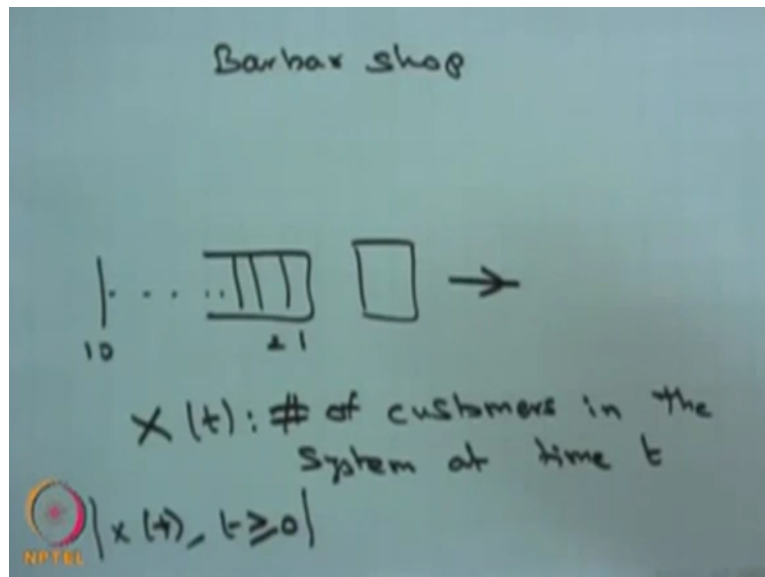 Barbar shop
10 2 1
X (t): # of customers in the
system at time t
{x (t), t≥0}
NPTEL